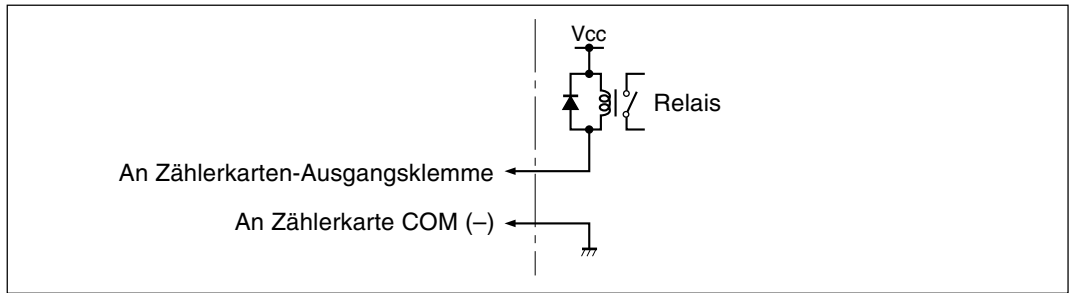 Vcc
Relais
An Zählerkarten-Ausgangsklemme
An Zählerkarte COM (–)